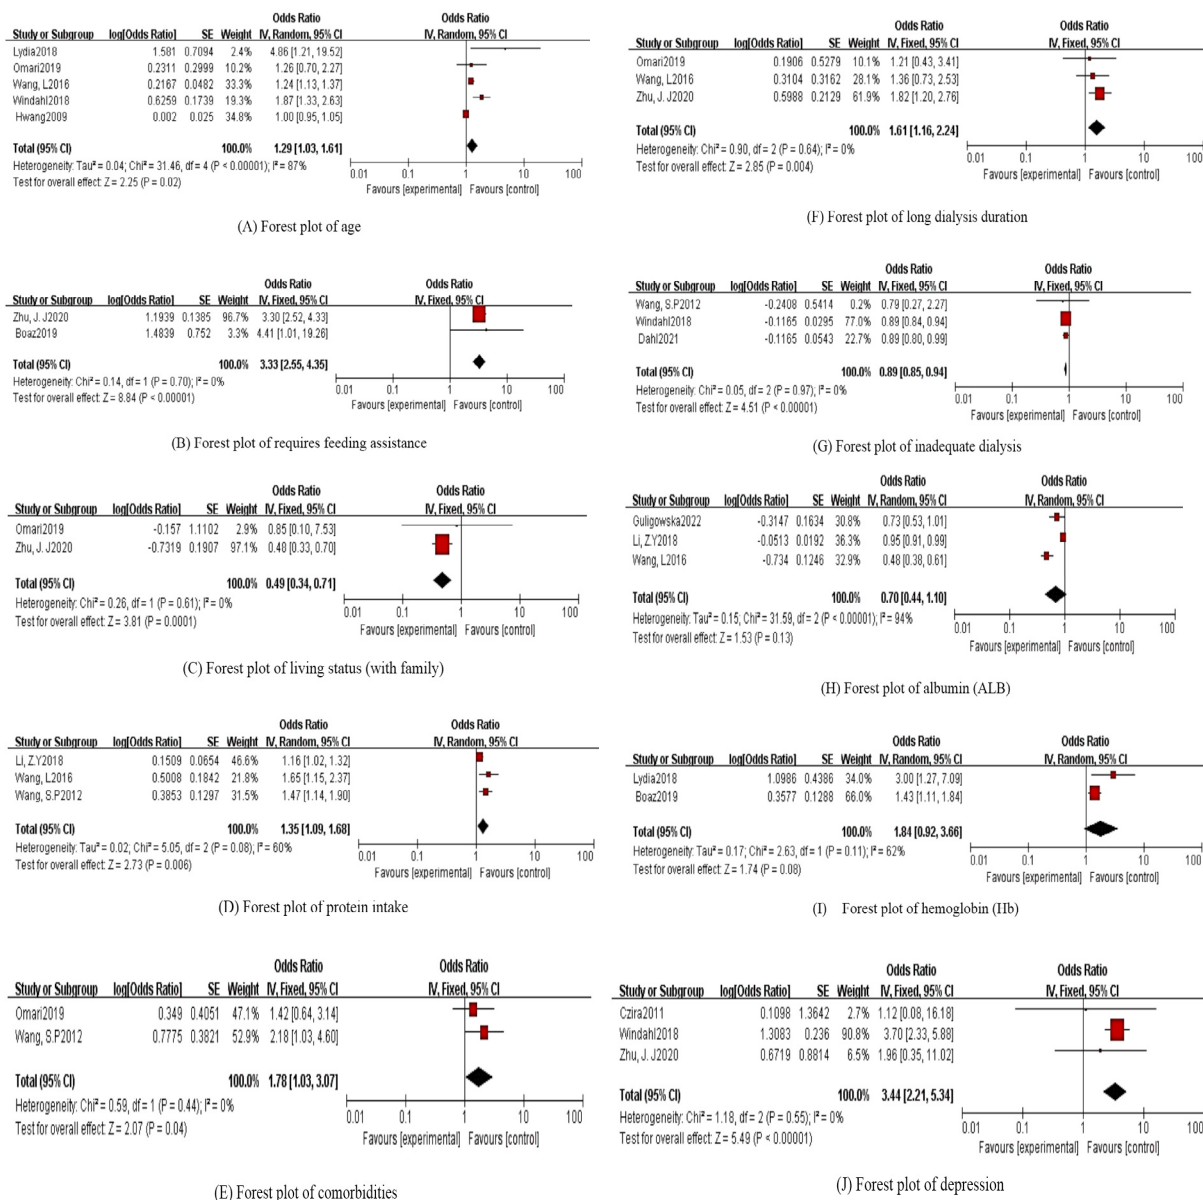 Odds Ratio Odds Ratio
Study or Subgroup log[Odds Ratio] SE Weight IV, Random, 95% CI IV, Random, 95% CI
Lydia2018 1.581 0.7094 2.4% 4.86 [1.21, 19.52]
Omari2019 0.2311 0.2999 10.2% 1.26 [0.70, 2.27]
Wang, L2016 0.2167 0.0482 33.3% 1.24 [1.13, 1.37]
Windahl2018 0.6259 0.1739 19.3% 1.87 [1.33, 2.63]
Hwang2009 0.002 0.025 34.8% 1.00 [0.95, 1.05]
Total (95% CI) 100.0% 1.29 [1.03, 1.61]
Heterogeneity: Tau² = 0.04; Chi² = 31.46, df = 4 (P < 0.00001); I² = 87%
Test for overall effect: Z = 2.25 (P = 0.02)
0.01 0.1 1 10 100
Favours [experimental] Favours [control]
(A) Forest plot of age
Odds Ratio Odds Ratio
Study or Subgroup log[Odds Ratio] SE Weight IV, Fixed, 95% CI IV, Fixed, 95% CI
Zhu, J. J2020 1.1939 0.1385 96.7% 3.30 [2.52, 4.33]
Boaz2019 1.4839 0.752 3.3% 4.41 [1.01, 19.26]
Total (95% CI) 100.0% 3.33 [2.55, 4.35]
Heterogeneity: Chi² = 0.14, df = 1 (P = 0.70); I² = 0%
Test for overall effect: Z = 8.84 (P < 0.00001)
0.01 0.1 1 10 100
Favours [experimental] Favours [control]
(B) Forest plot of requires feeding assistance
Odds Ratio Odds Ratio
Study or Subgroup log[Odds Ratio] SE Weight IV, Fixed, 95% CI IV, Fixed, 95% CI
Omari2019 -0.157 1.1102 2.9% 0.85 [0.10, 7.53]
Zhu, J. J2020 -0.7319 0.1907 97.1% 0.48 [0.33, 0.70]
Total (95% CI) 100.0% 0.49 [0.34, 0.71]
Heterogeneity: Chi² = 0.26, df = 1 (P = 0.61); I² = 0%
Test for overall effect: Z = 3.81 (P = 0.0001)
0.01 0.1 1 10 100
Favours [experimental] Favours [control]
(C) Forest plot of living status (with family)
Odds Ratio Odds Ratio
Study or Subgroup log[Odds Ratio] SE Weight IV, Random, 95% CI IV, Random, 95% CI
Li, Z.Y2018 0.1509 0.0654 46.6% 1.16 [1.02, 1.32]
Wang, L2016 0.5008 0.1842 21.8% 1.65 [1.15, 2.37]
Wang, S.P2012 0.3853 0.1297 31.5% 1.47 [1.14, 1.90]
Total (95% CI) 100.0% 1.35 [1.09, 1.68]
Heterogeneity: Tau² = 0.02; Chi² = 5.05, df = 2 (P = 0.08); I² = 60%
Test for overall effect: Z = 2.73 (P = 0.006)
0.01 0.1 1 10 100
Favours [experimental] Favours [control]
(D) Forest plot of protein intake
Odds Ratio Odds Ratio
Study or Subgroup log[Odds Ratio] SE Weight IV, Fixed, 95% CI IV, Fixed, 95% CI
Omari2019 0.349 0.4051 47.1% 1.42 [0.64, 3.14]
Wang, S.P2012 0.7775 0.3821 52.9% 2.18 [1.03, 4.60]
Total (95% CI) 100.0% 1.78 [1.03, 3.07]
Heterogeneity: Chi² = 0.59, df = 1 (P = 0.44); I² = 0%
Test for overall effect: Z = 2.07 (P = 0.04)
0.01 0.1 1 10 100
Favours [experimental] Favours [control]
(E) Forest plot of comorbidities
Odds Ratio Odds Ratio
Study or Subgroup log[Odds Ratio] SE Weight IV, Fixed, 95% CI IV, Fixed, 95% CI
Omari2019 0.1906 0.5279 10.1% 1.21 [0.43, 3.41]
Wang, L2016 0.3104 0.3162 28.1% 1.36 [0.73, 2.53]
Zhu, J. J2020 0.5988 0.2129 61.9% 1.82 [1.20, 2.76]
Total (95% CI) 100.0% 1.61 [1.16, 2.24]
Heterogeneity: Chi² = 0.90, df = 2 (P = 0.64); I² = 0%
Test for overall effect: Z = 2.85 (P = 0.004)
0.01 0.1 1 10 100
Favours [experimental] Favours [control]
(F) Forest plot of long dialysis duration
Odds Ratio Odds Ratio
Study or Subgroup log[Odds Ratio] SE Weight IV, Fixed, 95% CI IV, Fixed, 95% CI
Wang, S.P2012 -0.2408 0.5414 0.2% 0.79 [0.27, 2.27]
Windahl2018 -0.1165 0.0295 77.0% 0.89 [0.84, 0.94]
Dahl2021 -0.1165 0.0543 22.7% 0.89 [0.80, 0.99]
Total (95% CI) 100.0% 0.89 [0.85, 0.94]
Heterogeneity: Chi² = 0.05, df = 2 (P = 0.97); I² = 0%
Test for overall effect: Z = 4.51 (P < 0.00001)
0.01 0.1 1 10 100
Favours [experimental] Favours [control]
(G) Forest plot of inadequate dialysis
Odds Ratio Odds Ratio
Study or Subgroup log[Odds Ratio] SE Weight IV, Random, 95% CI IV, Random, 95% CI
Guligowska2022 -0.3147 0.1634 30.8% 0.73 [0.53, 1.01]
Li, Z.Y2018 -0.0513 0.0192 36.3% 0.95 [0.91, 0.99]
Wang, L2016 -0.734 0.1246 32.9% 0.48 [0.38, 0.61]
Total (95% CI) 100.0% 0.70 [0.44, 1.10]
Heterogeneity: Tau² = 0.15; Chi² = 31.59, df = 2 (P < 0.00001); I² = 94%
Test for overall effect: Z = 1.53 (P = 0.13)
0.01 0.1 1 10 100
Favours [experimental] Favours [control]
(H) Forest plot of albumin (ALB)
Odds Ratio Odds Ratio
Study or Subgroup log[Odds Ratio] SE Weight IV, Random, 95% CI IV, Random, 95% CI
Lydia2018 1.0986 0.4386 34.0% 3.00 [1.27, 7.09]
Boaz2019 0.3577 0.1288 66.0% 1.43 [1.11, 1.84]
Total (95% CI) 100.0% 1.84 [0.92, 3.66]
Heterogeneity: Tau² = 0.17; Chi² = 2.63, df = 1 (P = 0.11); I² = 62%
Test for overall effect: Z = 1.74 (P = 0.08)
0.01 0.1 1 10 100
Favours [experimental] Favours [control]
(I) Forest plot of hemoglobin (Hb)
Odds Ratio Odds Ratio
Study or Subgroup log[Odds Ratio] SE Weight IV, Fixed, 95% CI IV, Fixed, 95% CI
Czira2011 0.1098 1.3642 2.7% 1.12 [0.08, 16.18]
Windahl2018 1.3083 0.236 90.8% 3.70 [2.33, 5.88]
Zhu, J. J2020 0.6719 0.8814 6.5% 1.96 [0.35, 11.02]
Total (95% CI) 100.0% 3.44 [2.21, 5.34]
Heterogeneity: Chi² = 1.18, df = 2 (P = 0.55); I² = 0%
Test for overall effect: Z = 5.49 (P < 0.00001)
0.01 0.1 1 10 100
Favours [experimental] Favours [control]
(J) Forest plot of depression